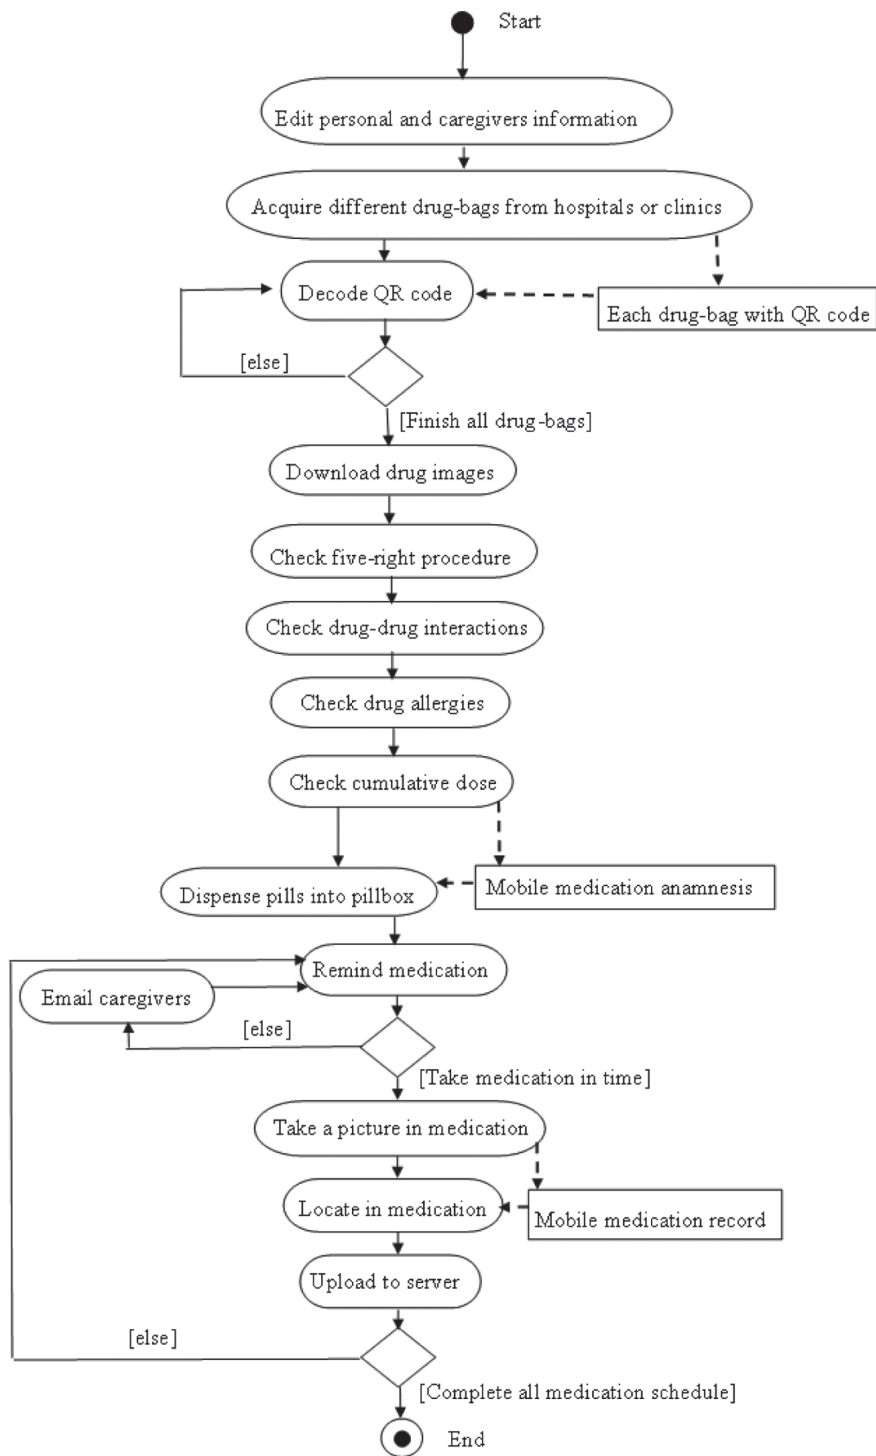 Start
Edit personal and caregivers information
Acquire different drug-bags from hospitals or clinics
Decode QR code
Each drug-bag with QR code
[else]
[Finish all drug-bags]
Download drug images
Check five-right procedure
Check drug-drug interactions
Check drug allergies
Check cumulative dose
Dispense pills into pillbox
Mobile medication anamnesis
Remind medication
Email caregivers
[else]
[Take medication in time]
Take a picture in medication
Locate in medication
Mobile medication record
Upload to server
[else]
[Complete all medication schedule]
End